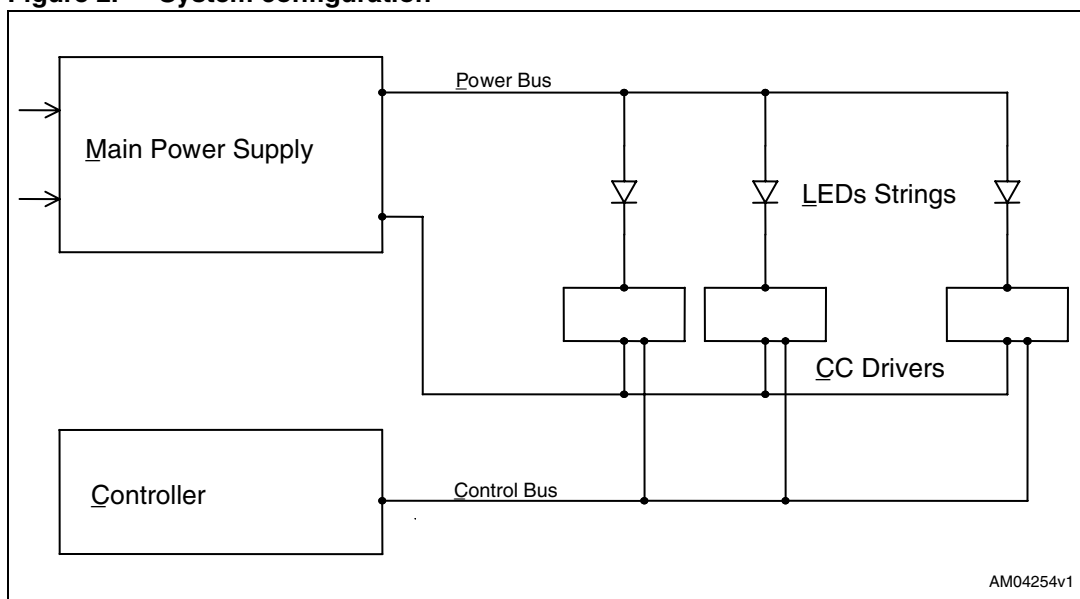 Figure 2. System configuration
Power Bus
Main Power Supply
LEDs Strings
CC Drivers
Controller
Control Bus
AM04254v1